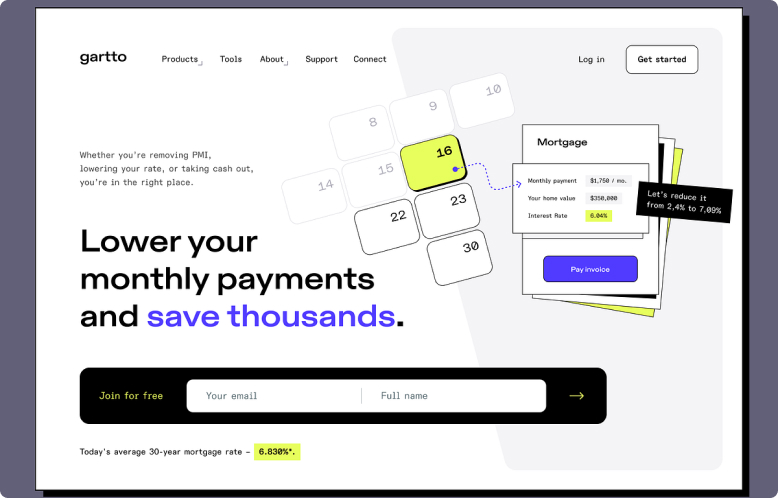 gartto
Products
Tools
About
Support
Connect
Log in
Get started
8
9
10
14
15
16
22
23
30
Whether you're removing PMI,
lowering your rate, or taking cash out,
you're in the right place.
Lower your
monthly payments
and save thousands.
Mortgage
Monthly payment $1,750 / mo.
Your home value $350,000
Interest Rate 6.04%
Let's reduce it
from 2,4% to 7,09%
Pay invoice
Join for free
Your email
Full name
Today's average 30-year mortgage rate – 6.830%*.